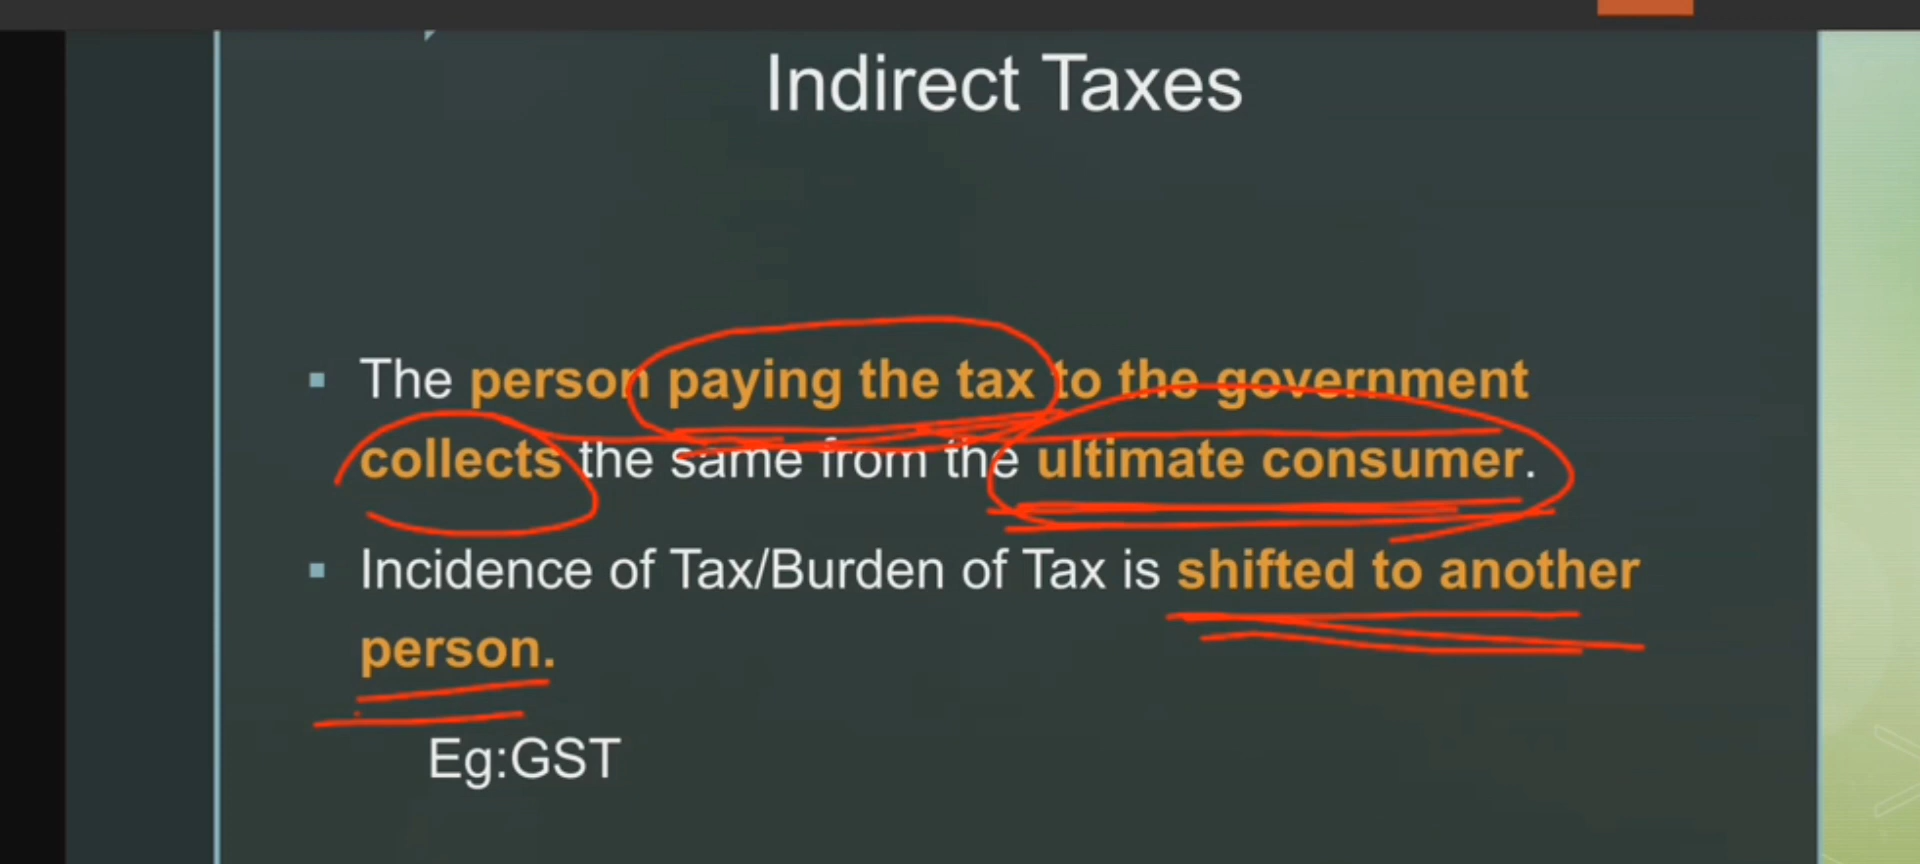 Indirect Taxes
The person paying the tax to the government
collects the same from the ultimate consumer.
Incidence of Tax/Burden of Tax is shifted to another
person.
Eg:GST